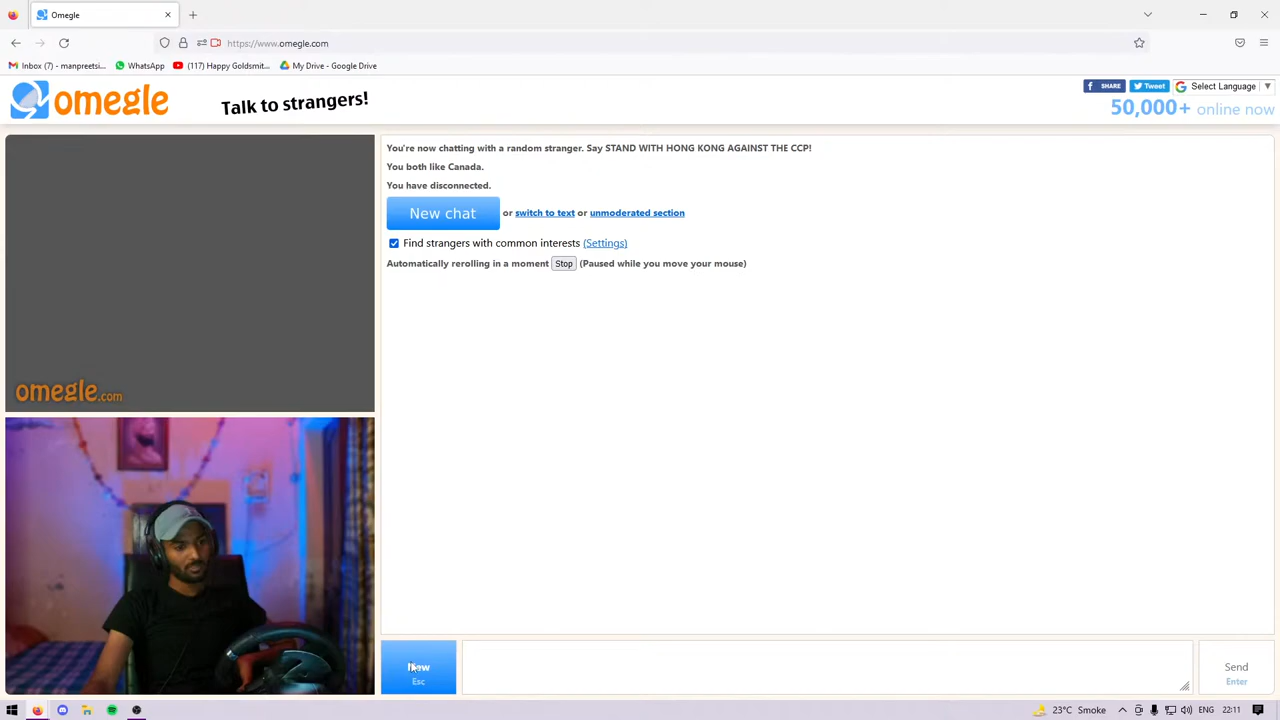 Omegle
https://www.omegle.com
Inbox (7) - manpreetsi...
WhatsApp
(117) Happy Goldsmit...
My Drive - Google Drive
omegle
Talk to strangers!
SHARE
Tweet
Select Language
50,000+ online now
You're now chatting with a random stranger. Say STAND WITH HONG KONG AGAINST THE CCP!
You both like Canada.
You have disconnected.
New chat or switch to text or unmoderated section
Find strangers with common interests (Settings)
Automatically rerolling in a moment Stop (Paused while you move your mouse)
omegle.com
New
Esc
Send
Enter
23°C Smoke
ENG
22:11